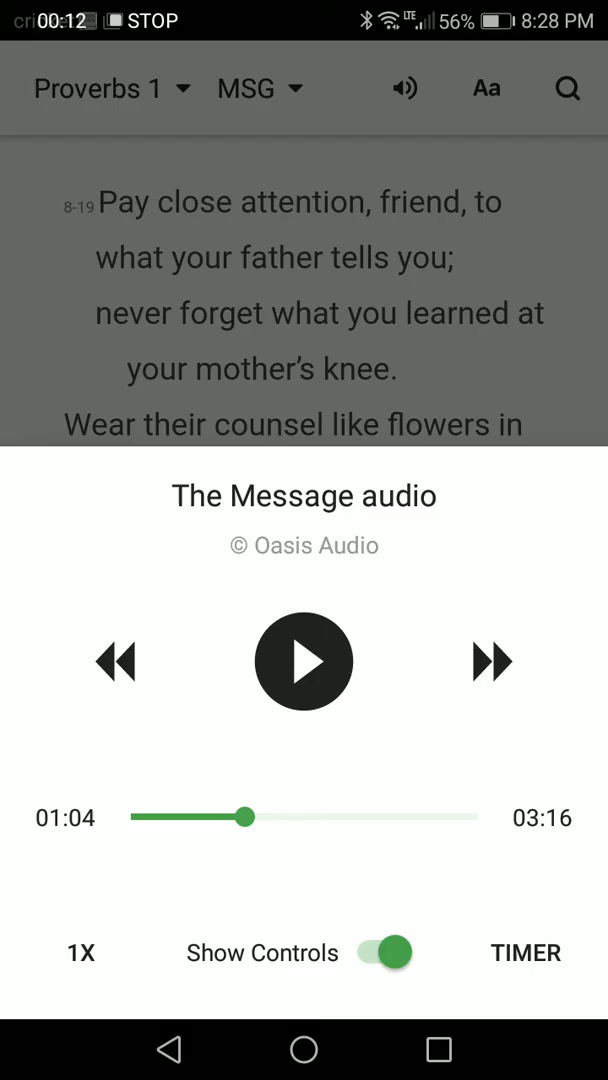 00:12 STOP LTE 56% 8:28 PM
Proverbs 1 MSG Aa
8-19 Pay close attention, friend, to
what your father tells you;
never forget what you learned at
your mother’s knee.
Wear their counsel like flowers in
The Message audio
© Oasis Audio
01:04 03:16
1X Show Controls TIMER